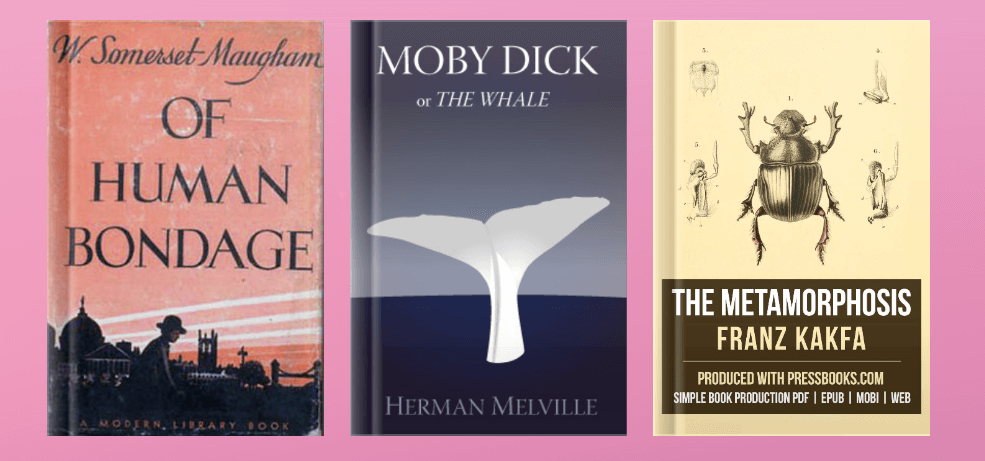 W. Somerset Maugham
OF
HUMAN
BONDAGE
A MODERN LIBRARY BOOK
MOBY DICK
or THE WHALE
HERMAN MELVILLE
1.
THE METAMORPHOSIS
FRANZ KAKFA
PRODUCED WITH PRESSBOOKS.COM
SIMPLE BOOK PRODUCTION PDF | EPUB | MOBI | WEB